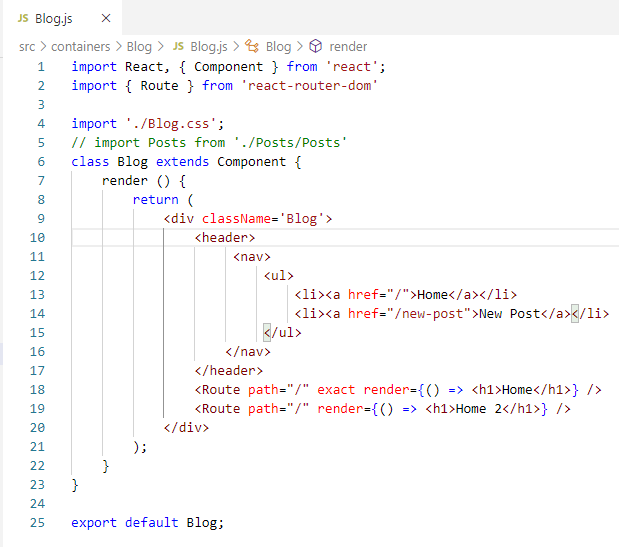 JS Blog.js ×
src > containers > Blog > JS Blog.js > Blog > render
1 import React, { Component } from 'react';
2 import { Route } from 'react-router-dom'
3
4 import './Blog.css';
5 // import Posts from './Posts/Posts'
6 class Blog extends Component {
7 render () {
8 return (
9 <div className='Blog'>
10 <header>
11 <nav>
12 <ul>
13 <li><a href="/">Home</a></li>
14 <li><a href="/new-post">New Post</a></li>
15 </ul>
16 </nav>
17 </header>
18 <Route path="/" exact render={() => <h1>Home</h1>} />
19 <Route path="/" render={() => <h1>Home 2</h1>} />
20 </div>
21 );
22 }
23 }
24
25 export default Blog;